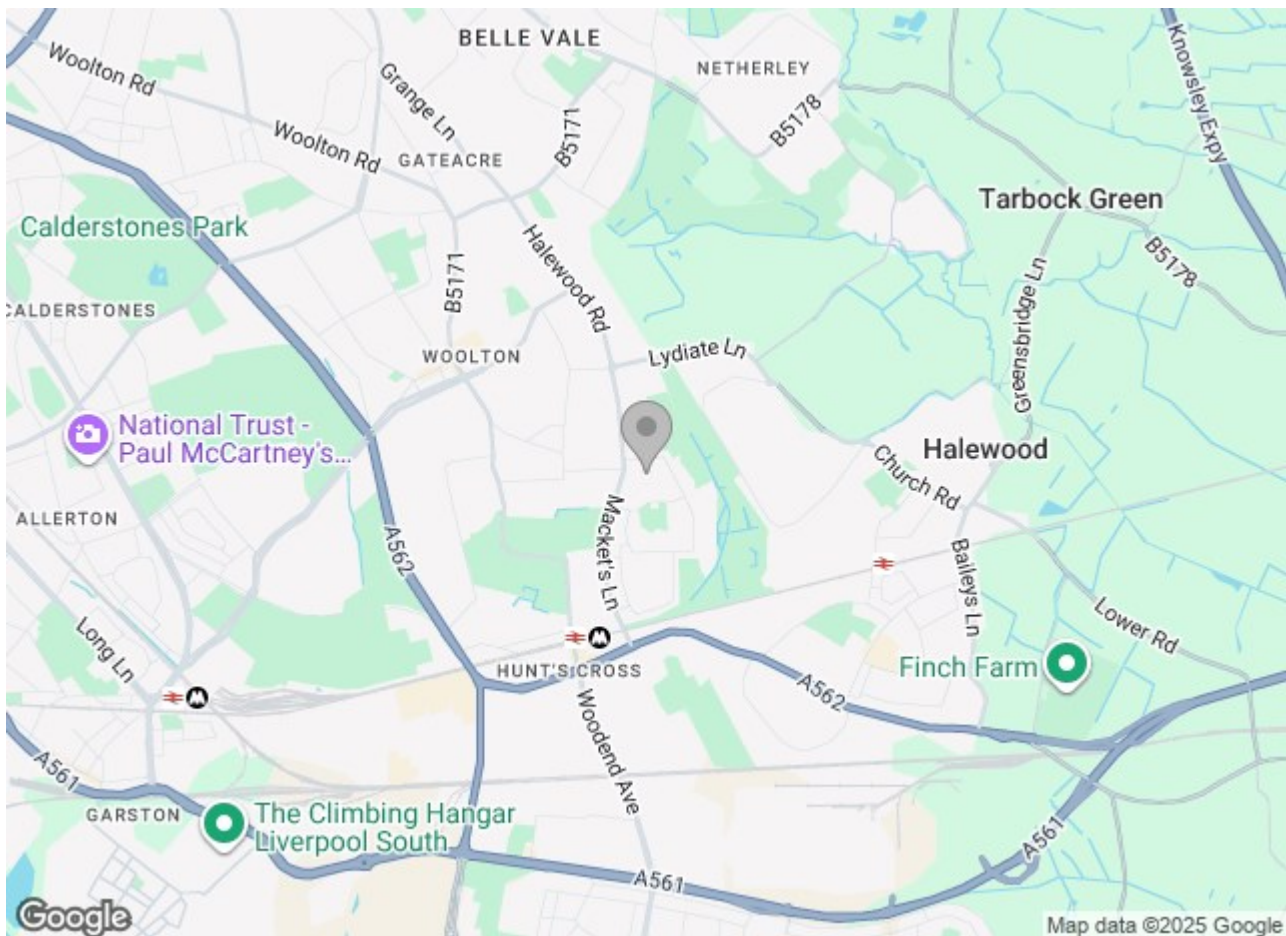 BELLE VALE
Woolton Rd
NETHERLEY
Knowsley Expy
Grange Ln
B5171
B5178
Woolton Rd
GATEACRE
Tarbock Green
Calderstones Park
Halewood Rd
B5178
B5171
CALDERSTONES
Greensbridge Ln
WOOLTON
Lydiate Ln
National Trust -
Paul McCartney's...
Halewood
Church Rd
ALLERTON
Macket's Ln
A562
Baileys Ln
Lower Rd
Long Ln
HUNT'S CROSS
Finch Farm
A562
Woodend Ave
A561
GARSTON
The Climbing Hangar
Liverpool South
A561
A561
Google
Map data ©2025 Google